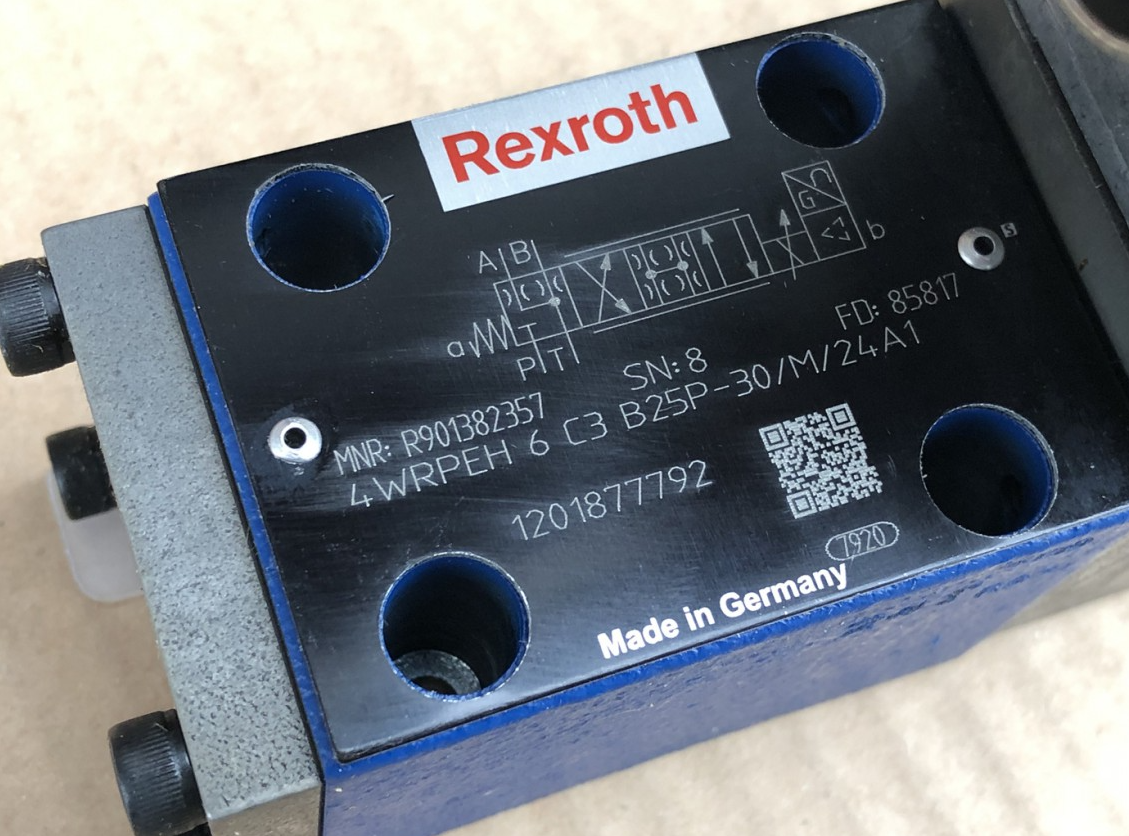 Rexroth
A B
G
a
b
P T
SN: 8
FD: 85817
MNR: R901382357
4WRPEH 6 C3 B25P-30/M/24A1
1201877792
7920
Made in Germany